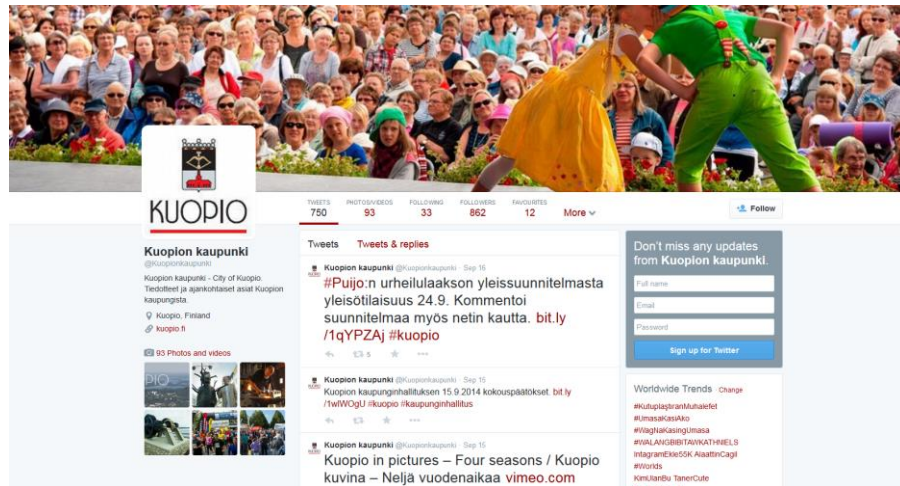 KUOPIO
TWEETS PHOTOS/VIDEOS FOLLOWING FOLLOWERS FAVOURITES
750 93 33 862 12 More
Follow
Kuopion kaupunki
@Kuopionkaupunki
Kuopion kaupunki - City of Kuopio.
Tiedotteet ja ajankohtaiset asiat Kuopion
kaupungista.
Kuopio, Finland
kuopio.fi
93 Photos and videos
PIO
Tweets Tweets & replies
Kuopion kaupunki @Kuopionkaupunki · Sep 16
#Puijo:n urheilulaakson yleissuunnitelmasta
yleisötilaisuus 24.9. Kommentoi
suunnitelmaa myös netin kautta. bit.ly
/1qYPZAj #kuopio
5
Kuopion kaupunki @Kuopionkaupunki · Sep 15
Kuopion kaupunginhallituksen 15.9.2014 kokouspäätökset. bit.ly
/1wIWOgU #kuopio #kaupunginhallitus
Kuopion kaupunki @Kuopionkaupunki · Sep 15
Kuopio in pictures – Four seasons / Kuopio
kuvina – Neljä vuodenaikaa vimeo.com
Don't miss any updates
from Kuopion kaupunki.
Full name
Email
Password
Sign up for Twitter
Worldwide Trends · Change
#KutuplaştıranMuhalefet
#UmasaKasiAko
#WagNaKasingUmasa
#WALANGBIBITAWKATHNIELS
IntagramEkle55K AlaattinCagil
#Worlds
KimUlanBu TanerCute